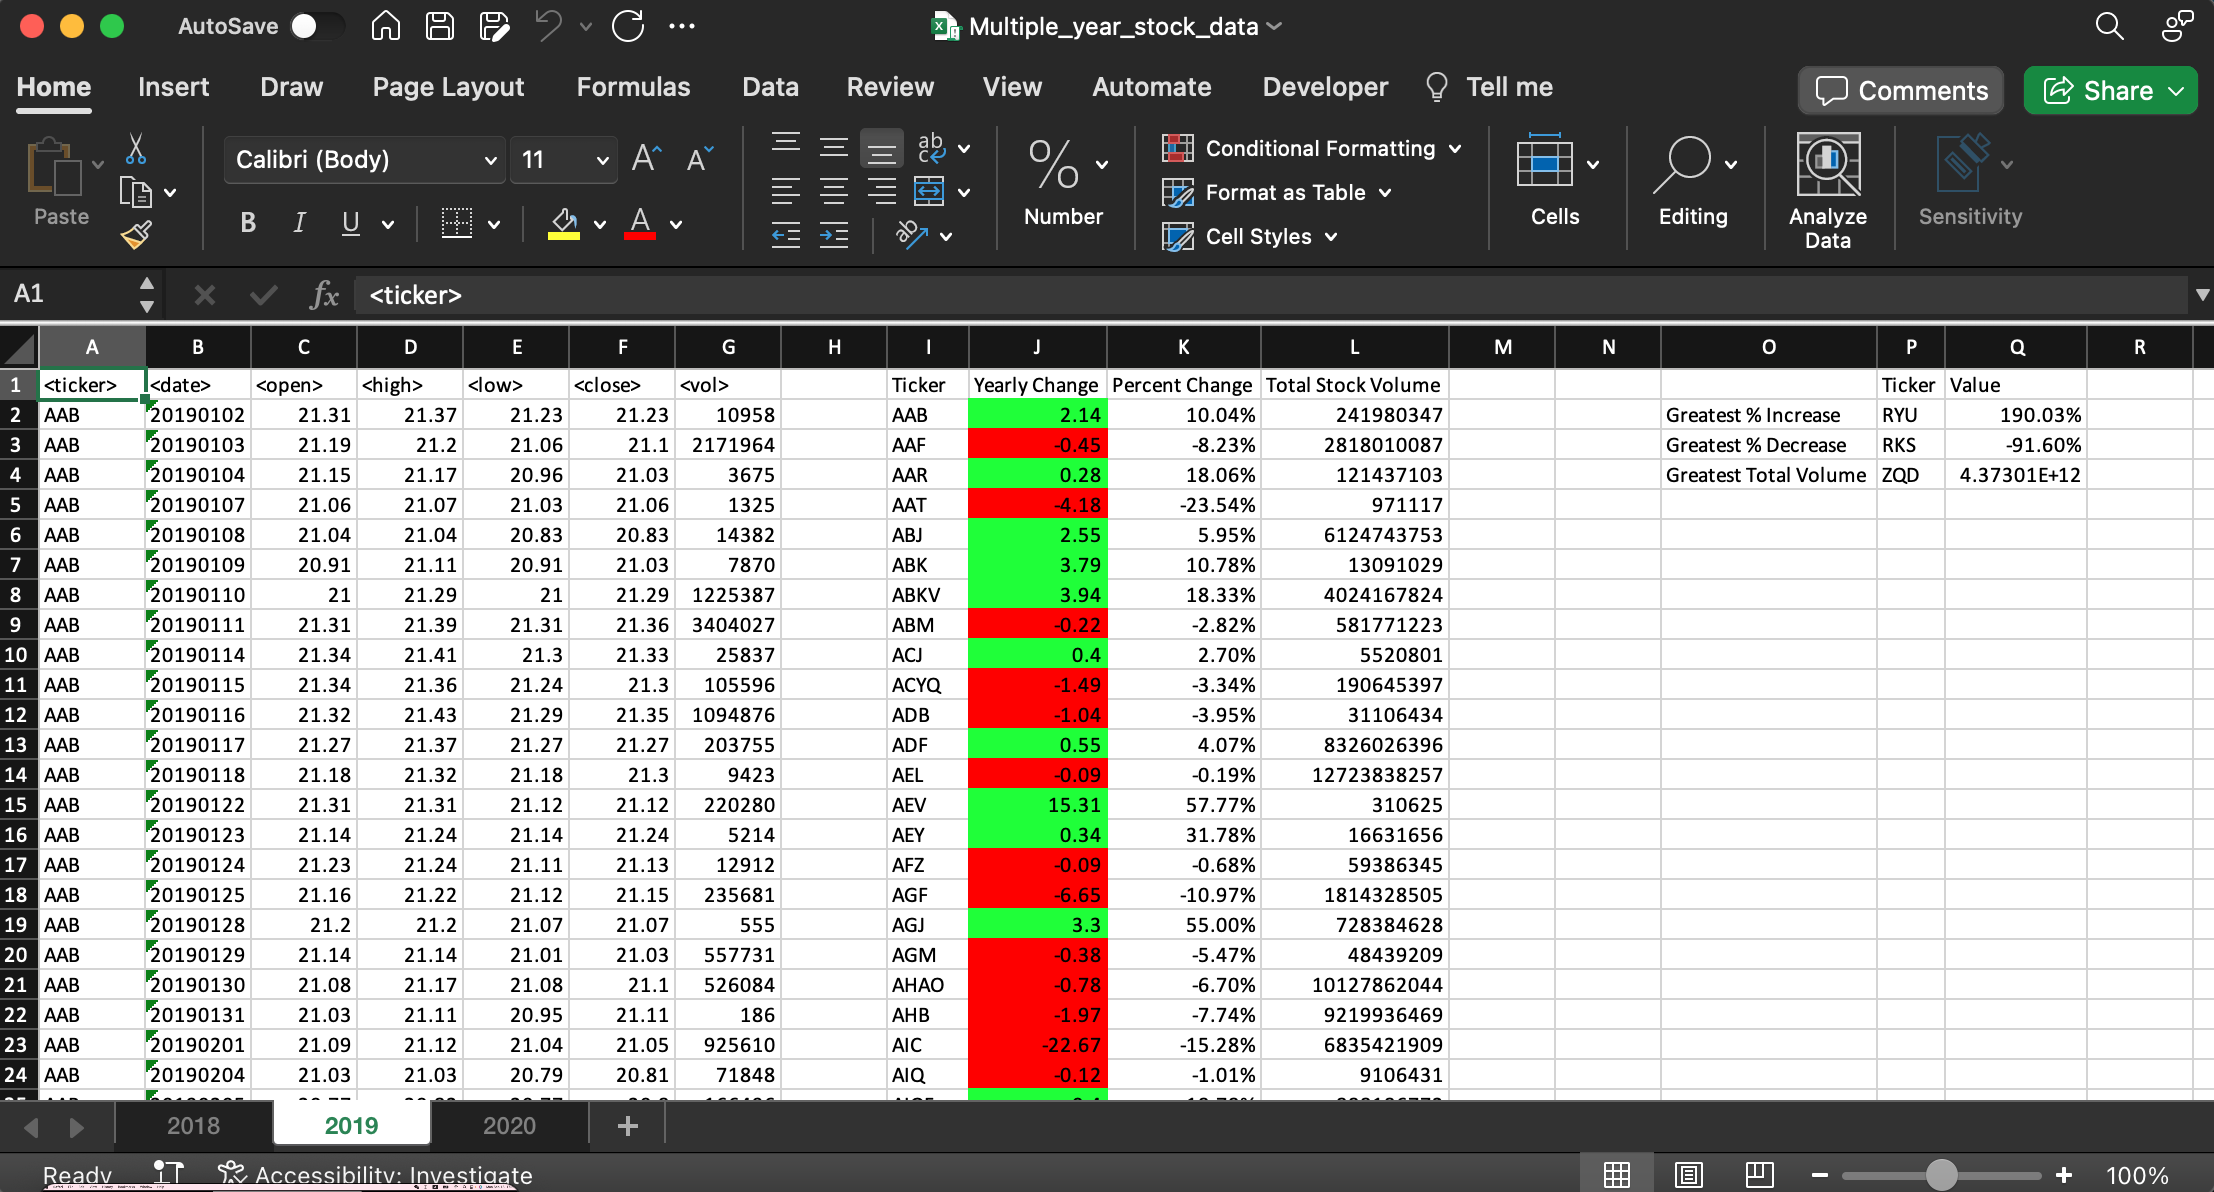 AutoSave Multiple_year_stock_data
Home Insert Draw Page Layout Formulas Data Review View Automate Developer Tell me Comments Share
Paste Calibri (Body) 11 A A ab c Number Conditional Formatting Format as Table Cell Styles Cells Editing Analyze Data Sensitivity
B I U A
A1 fx <ticker>
A B C D E F G H I J K L M N O P Q R
1 <ticker> <date> <open> <high> <low> <close> <vol> Ticker Yearly Change Percent Change Total Stock Volume Ticker Value
2 AAB 20190102 21.31 21.37 21.23 21.23 10958 AAB 2.14 10.04% 241980347 Greatest % Increase RYU 190.03%
3 AAB 20190103 21.19 21.2 21.06 21.1 2171964 AAF -0.45 -8.23% 2818010087 Greatest % Decrease RKS -91.60%
4 AAB 20190104 21.15 21.17 20.96 21.03 3675 AAR 0.28 18.06% 121437103 Greatest Total Volume ZQD 4.37301E+12
5 AAB 20190107 21.06 21.07 21.03 21.06 1325 AAT -4.18 -23.54% 971117
6 AAB 20190108 21.04 21.04 20.83 20.83 14382 ABJ 2.55 5.95% 6124743753
7 AAB 20190109 20.91 21.11 20.91 21.03 7870 ABK 3.79 10.78% 13091029
8 AAB 20190110 21 21.29 21 21.29 1225387 ABKV 3.94 18.33% 4024167824
9 AAB 20190111 21.31 21.39 21.31 21.36 3404027 ABM -0.22 -2.82% 581771223
10 AAB 20190114 21.34 21.41 21.3 21.33 25837 ACJ 0.4 2.70% 5520801
11 AAB 20190115 21.34 21.36 21.24 21.3 105596 ACYQ -1.49 -3.34% 190645397
12 AAB 20190116 21.32 21.43 21.29 21.35 1094876 ADB -1.04 -3.95% 31106434
13 AAB 20190117 21.27 21.37 21.27 21.27 203755 ADF 0.55 4.07% 8326026396
14 AAB 20190118 21.18 21.32 21.18 21.3 9423 AEL -0.09 -0.19% 12723838257
15 AAB 20190122 21.31 21.31 21.12 21.12 220280 AEV 15.31 57.77% 310625
16 AAB 20190123 21.14 21.24 21.14 21.24 5214 AEY 0.34 31.78% 16631656
17 AAB 20190124 21.23 21.24 21.11 21.13 12912 AFZ -0.09 -0.68% 59386345
18 AAB 20190125 21.16 21.22 21.12 21.15 235681 AGF -6.65 -10.97% 1814328505
19 AAB 20190128 21.2 21.2 21.07 21.07 555 AGJ 3.3 55.00% 728384628
20 AAB 20190129 21.14 21.14 21.01 21.03 557731 AGM -0.38 -5.47% 48439209
21 AAB 20190130 21.08 21.17 21.08 21.1 526084 AHAO -0.78 -6.70% 10127862044
22 AAB 20190131 21.03 21.11 20.95 21.11 186 AHB -1.97 -7.74% 9219936469
23 AAB 20190201 21.09 21.12 21.04 21.05 925610 AIC -22.67 -15.28% 6835421909
24 AAB 20190204 21.03 21.03 20.79 20.81 71848 AIQ -0.12 -1.01% 9106431
2018 2019 2020 +
Ready Accessibility: Investigate 100%